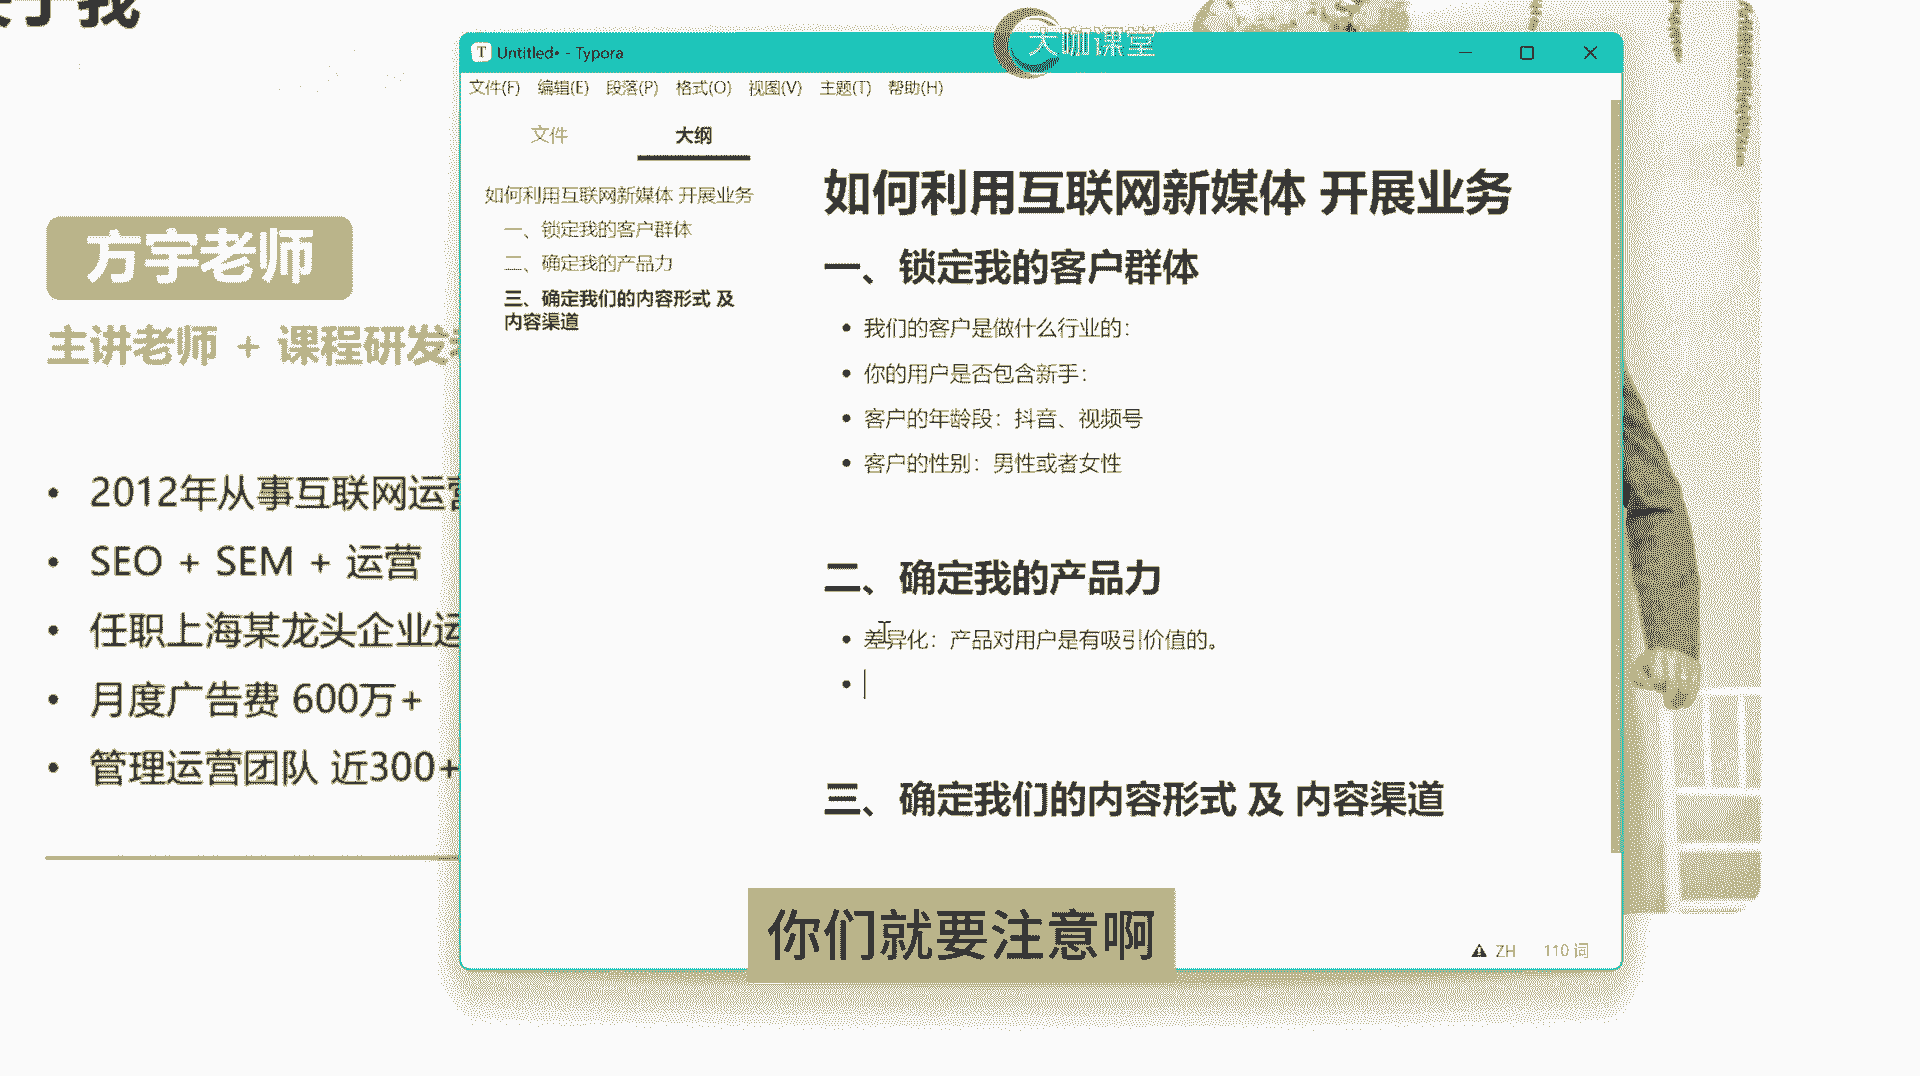 大咖课堂
Untitled• - Typora
文件(F) 编辑(E) 段落(P) 格式(O) 视图(V) 主题(T) 帮助(H)
文件 大纲
如何利用互联网新媒体 开展业务
一、锁定我的客户群体
二、确定我的产品力
三、确定我们的内容形式 及
内容渠道
如何利用互联网新媒体 开展业务
一、锁定我的客户群体
• 我们的客户是做什么行业的：
• 你的用户是否包含新手：
• 客户的年龄段：抖音、视频号
• 客户的性别：男性或者女性
二、确定我的产品力
• 差异化：产品对用户是有吸引价值的。
•
三、确定我们的内容形式 及 内容渠道
ZH 110 词
方宇老师
主讲老师 + 课程研发
• 2012年从事互联网运营
• SEO + SEM + 运营
• 任职上海某龙头企业运
• 月度广告费 600万+
• 管理运营团队 近300+
你们就要注意啊